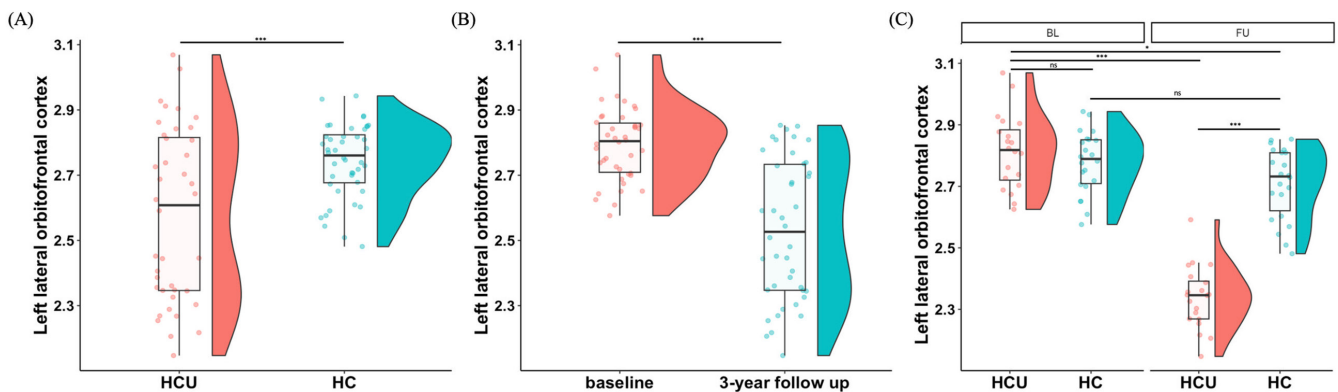 (A)
Left lateral orbitofrontal cortex
3.1
2.9
2.7
2.5
2.3
***
HCU
HC
(B)
Left lateral orbitofrontal cortex
3.1
2.9
2.7
2.5
2.3
***
baseline
3-year follow up
(C)
Left lateral orbitofrontal cortex
BL
FU
3.1
2.9
2.7
2.5
2.3
*
***
ns
ns
***
HCU
HC
HCU
HC